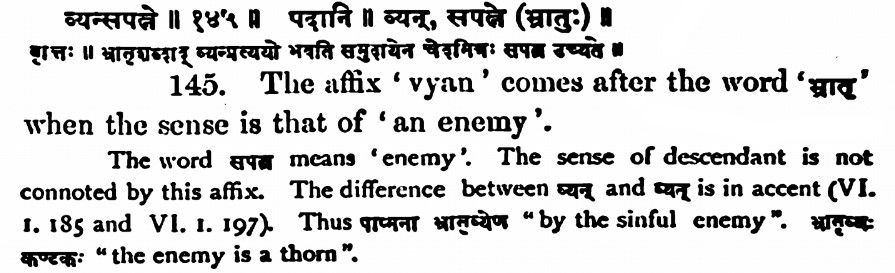 व्यन्सपत्ने ॥ १४५ ॥ पदानि ॥ व्यन्, सपत्ने (भ्रातुः) ॥
वृत्तिः ॥ भ्रातृशब्दाद् व्यन्प्रत्ययो भवति समुदायेन चेदमित्रः सपत्न उच्यते ॥
145. The affix ‘vyan’ comes after the word ‘भ्रातृ’
when the sense is that of ‘an enemy’.
The word सपत्न means ‘enemy’. The sense of descendant is not
connoted by this affix. The difference between व्यन् and व्यत् is in accent (VI.
1. 185 and VI. 1. 197). Thus पाप्मना भ्रातृव्येण “by the sinful enemy”. भ्रातृव्यः
कण्टकः “the enemy is a thorn”.